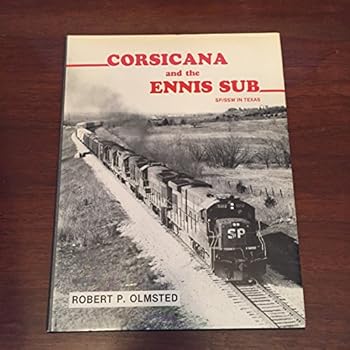 CORSICANA
and the
ENNIS SUB
SP/SSW IN TEXAS
SP
ROBERT P. OLMSTED